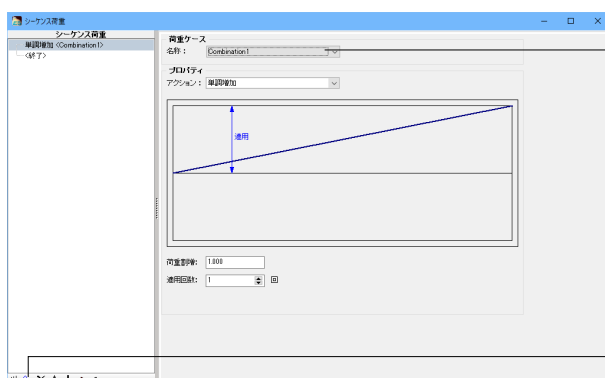 シーケンス荷重
シーケンス荷重
単調増加 <Combination1>
<終了>
荷重ケース
名称： Combination1
プロパティ
アクション： 単調増加
適用
荷重割増: 1.000
適用回数: 1 回